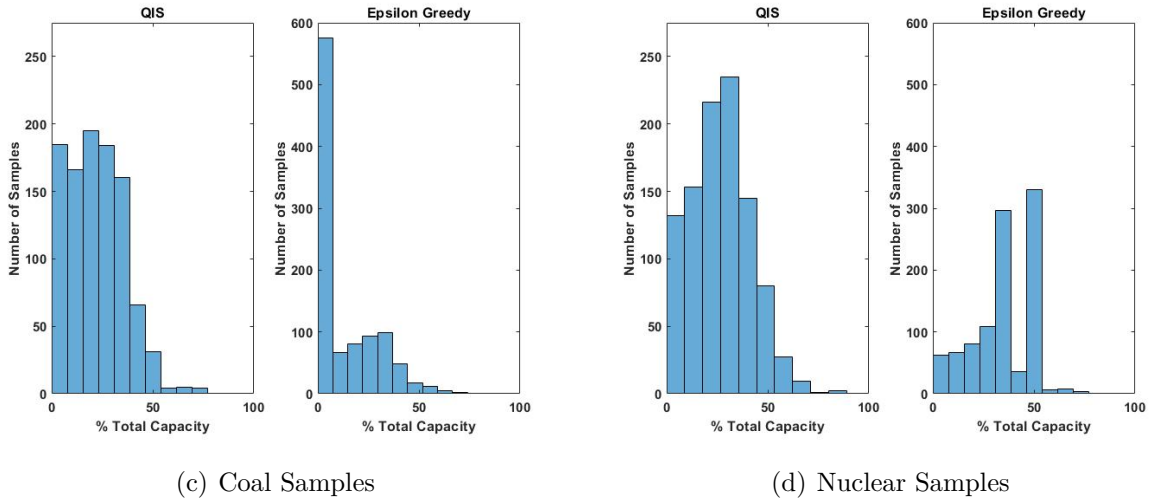 QIS
Number of Samples
250
200
150
100
50
0
0 50 100
% Total Capacity
Epsilon Greedy
Number of Samples
600
500
400
300
200
100
0
0 50 100
% Total Capacity
(c) Coal Samples
QIS
Number of Samples
250
200
150
100
50
0
0 50 100
% Total Capacity
Epsilon Greedy
Number of Samples
600
500
400
300
200
100
0
0 50 100
% Total Capacity
(d) Nuclear Samples